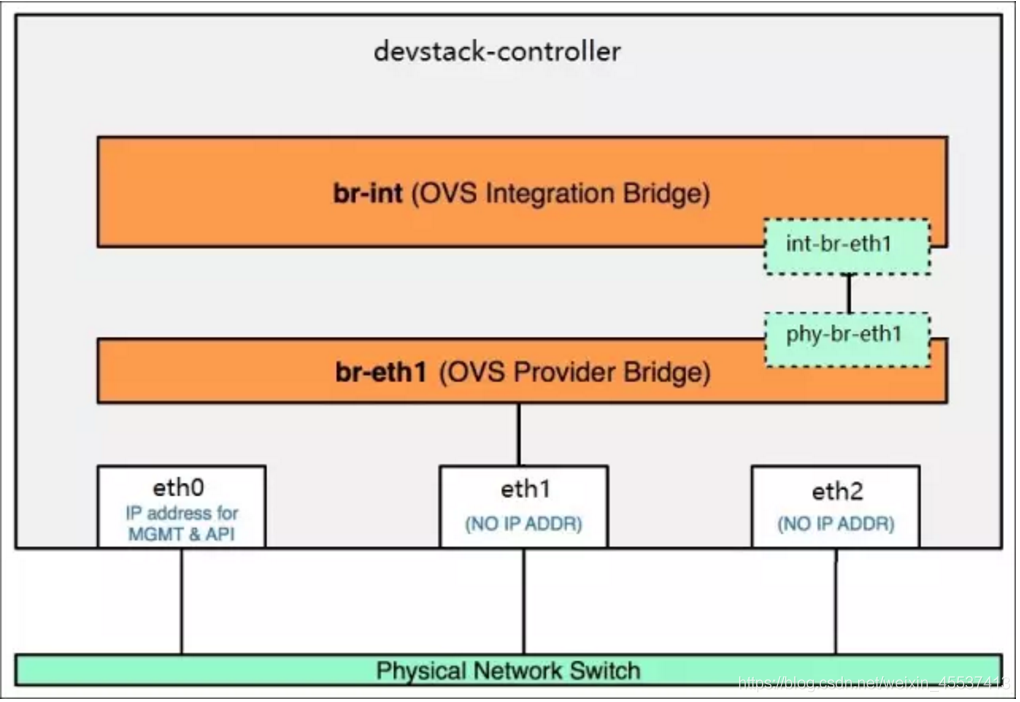 devstack-controller
br-int (OVS Integration Bridge)
int-br-eth1
phy-br-eth1
br-eth1 (OVS Provider Bridge)
eth0
IP address for
MGMT & API
eth1
(NO IP ADDR)
eth2
(NO IP ADDR)
Physical Network Switch
https://blog.csdn.net/weixin_45537413